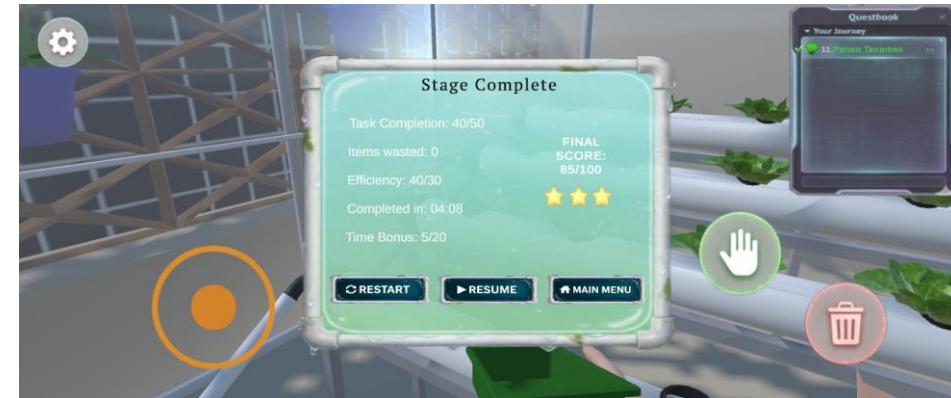 Stage Complete
Task Completion: 40/50
Items wasted: 0
Efficiency: 40/30
Completed in: 04:08
Time Bonus: 5/20
FINAL
SCORE:
85/100
RESTART
RESUME
MAIN MENU
Questbook
Your Journey
11.Panen Tanaman